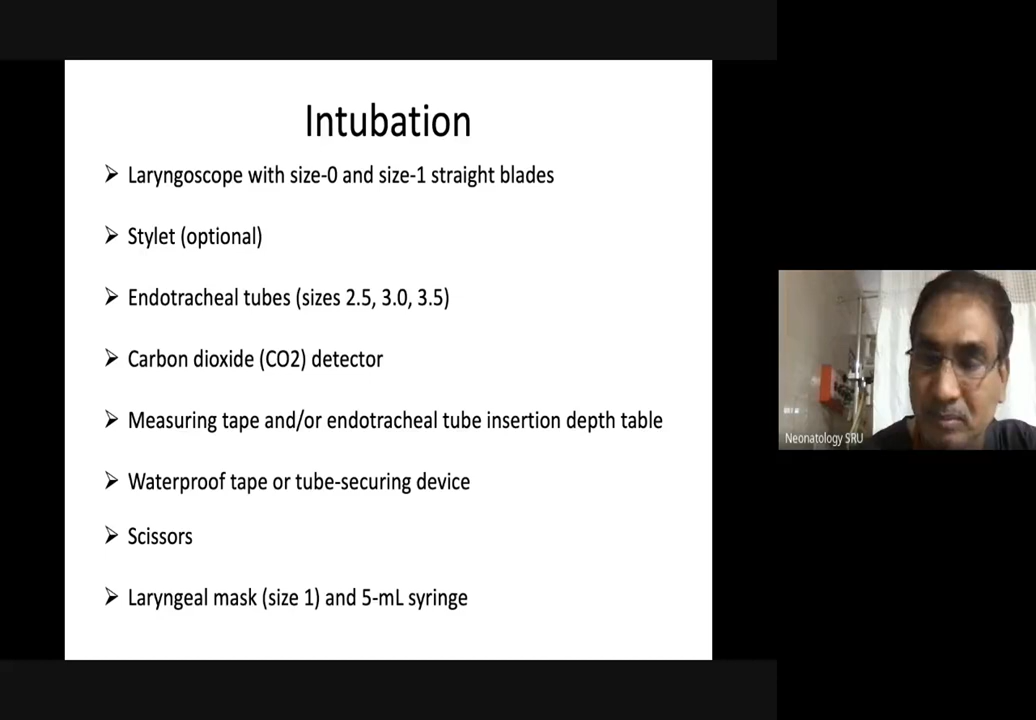 Intubation
Laryngoscope with size-0 and size-1 straight blades
Stylet (optional)
Endotracheal tubes (sizes 2.5, 3.0, 3.5)
Carbon dioxide (CO2) detector
Measuring tape and/or endotracheal tube insertion depth table
Waterproof tape or tube-securing device
Scissors
Laryngeal mask (size 1) and 5-mL syringe
Neonatology SRU